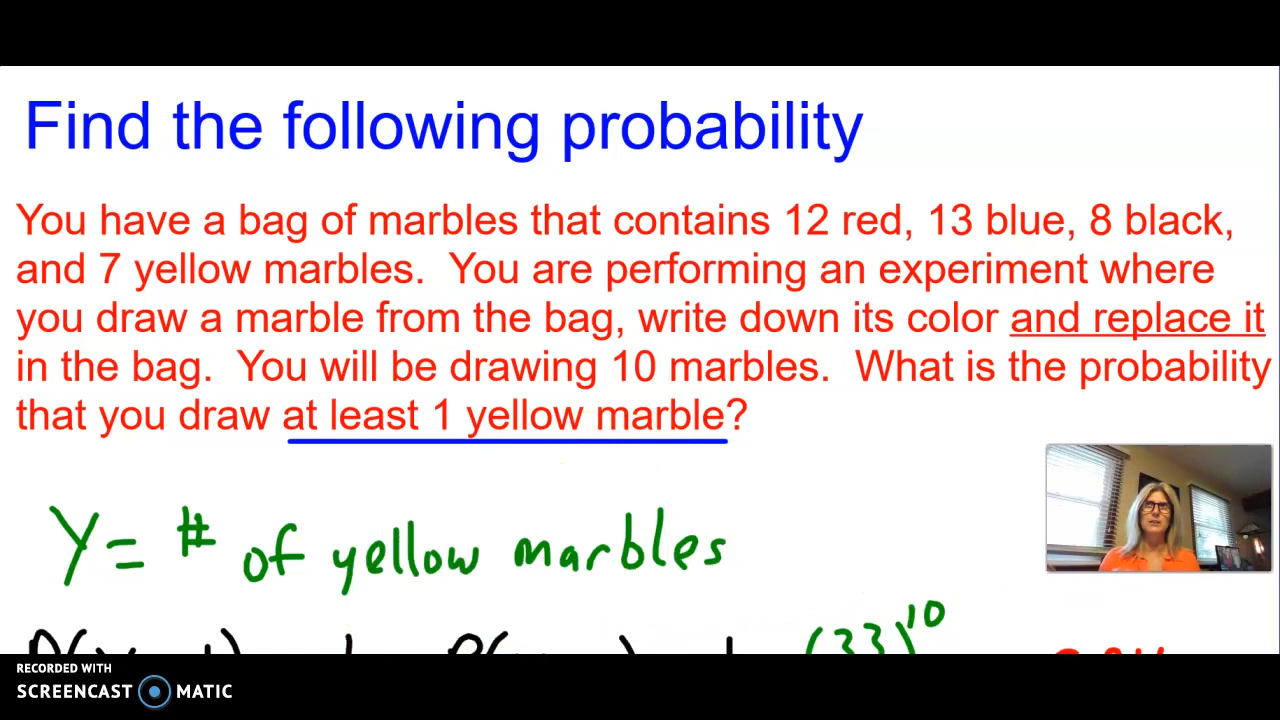 Find the following probability
You have a bag of marbles that contains 12 red, 13 blue, 8 black,
and 7 yellow marbles. You are performing an experiment where
you draw a marble from the bag, write down its color and replace it
in the bag. You will be drawing 10 marbles. What is the probability
that you draw at least 1 yellow marble?
Y = # of yellow marbles
(33)^10
RECORDED WITH
SCREENCAST MATIC